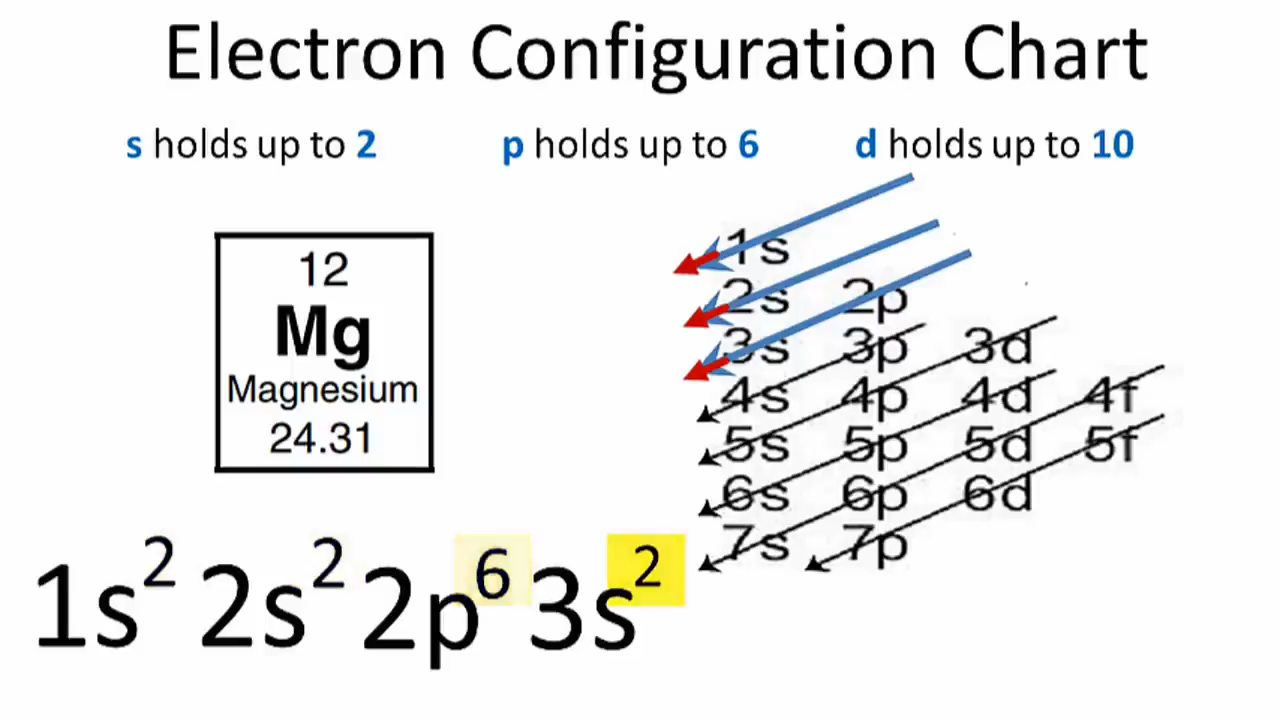 Electron Configuration Chart
s holds up to 2 p holds up to 6 d holds up to 10
12
Mg
Magnesium
24.31
1s
2s 2p
3s 3p 3d
4s 4p 4d 4f
5s 5p 5d 5f
6s 6p 6d
7s 7p
1s² 2s² 2p⁶ 3s²